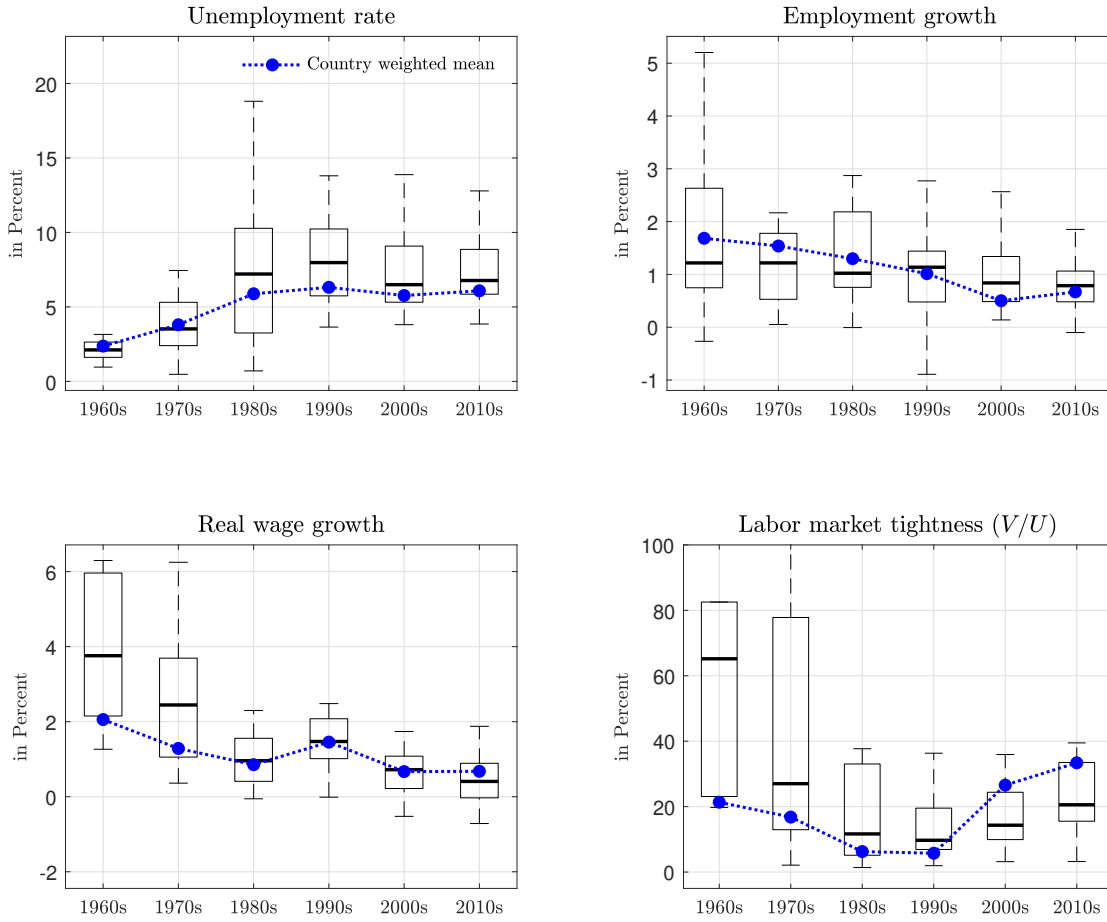 Unemployment rate
in Percent
20
15
10
5
0
Country weighted mean
1960s 1970s 1980s 1990s 2000s 2010s
Employment growth
in Percent
5
4
3
2
1
0
-1
1960s 1970s 1980s 1990s 2000s 2010s
Real wage growth
in Percent
6
4
2
0
-2
1960s 1970s 1980s 1990s 2000s 2010s
Labor market tightness (V/U)
in Percent
100
80
60
40
20
0
1960s 1970s 1980s 1990s 2000s 2010s